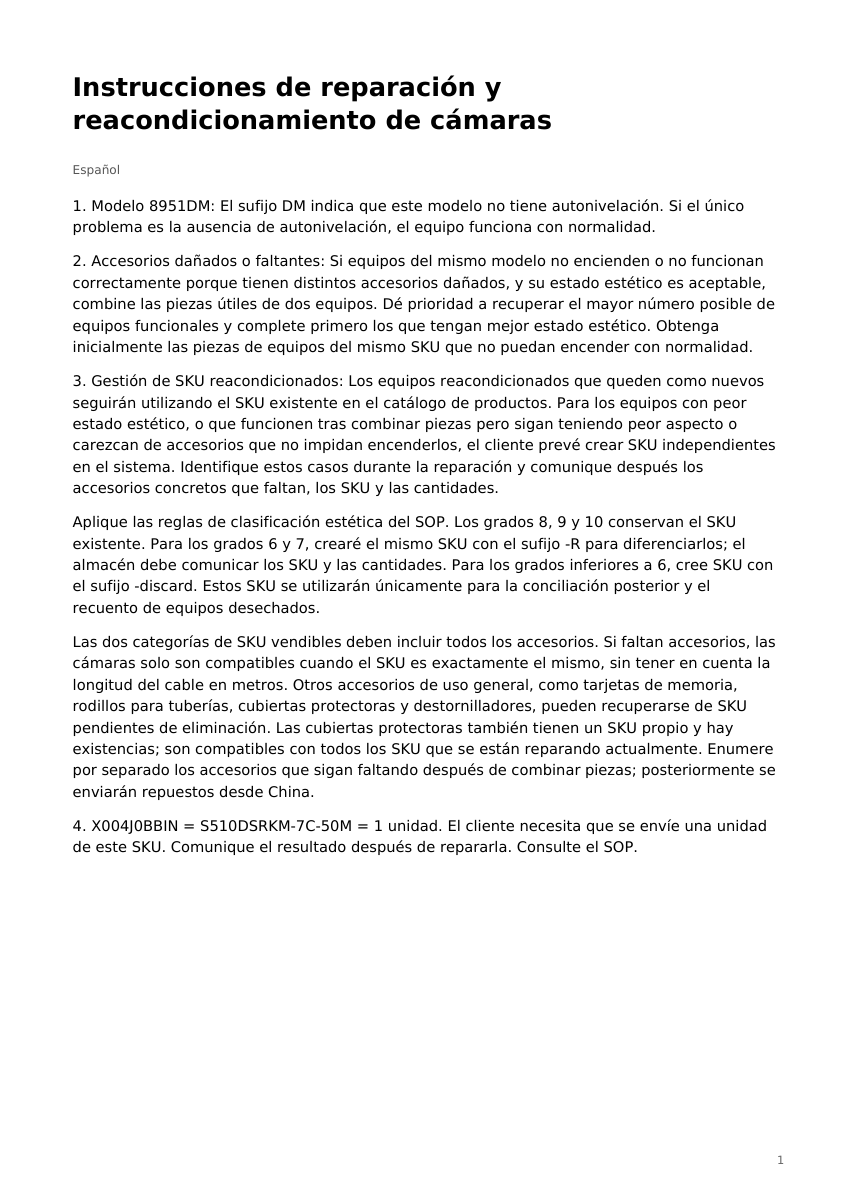 Instrucciones de reparación y
reacondicionamiento de cámaras
Español
1. Modelo 8951DM: El sufijo DM indica que este modelo no tiene autonivelación. Si el único
problema es la ausencia de autonivelación, el equipo funciona con normalidad.
2. Accesorios dañados o faltantes: Si equipos del mismo modelo no encienden o no funcionan
correctamente porque tienen distintos accesorios dañados, y su estado estético es aceptable,
combine las piezas útiles de dos equipos. Dé prioridad a recuperar el mayor número posible de
equipos funcionales y complete primero los que tengan mejor estado estético. Obtenga
inicialmente las piezas de equipos del mismo SKU que no puedan encender con normalidad.
3. Gestión de SKU reacondicionados: Los equipos reacondicionados que queden como nuevos
seguirán utilizando el SKU existente en el catálogo de productos. Para los equipos con peor
estado estético, o que funcionen tras combinar piezas pero sigan teniendo peor aspecto o
carezcan de accesorios que no impidan encenderlos, el cliente prevé crear SKU independientes
en el sistema. Identifique estos casos durante la reparación y comunique después los
accesorios concretos que faltan, los SKU y las cantidades.
Aplique las reglas de clasificación estética del SOP. Los grados 8, 9 y 10 conservan el SKU
existente. Para los grados 6 y 7, crearé el mismo SKU con el sufijo -R para diferenciarlos; el
almacén debe comunicar los SKU y las cantidades. Para los grados inferiores a 6, cree SKU con
el sufijo -discard. Estos SKU se utilizarán únicamente para la conciliación posterior y el
recuento de equipos desechados.
Las dos categorías de SKU vendibles deben incluir todos los accesorios. Si faltan accesorios, las
cámaras solo son compatibles cuando el SKU es exactamente el mismo, sin tener en cuenta la
longitud del cable en metros. Otros accesorios de uso general, como tarjetas de memoria,
rodillos para tuberías, cubiertas protectoras y destornilladores, pueden recuperarse de SKU
pendientes de eliminación. Las cubiertas protectoras también tienen un SKU propio y hay
existencias; son compatibles con todos los SKU que se están reparando actualmente. Enumere
por separado los accesorios que sigan faltando después de combinar piezas; posteriormente se
enviarán repuestos desde China.
4. X004J0BBIN = S510DSRKM-7C-50M = 1 unidad. El cliente necesita que se envíe una unidad
de este SKU. Comunique el resultado después de repararla. Consulte el SOP.
1